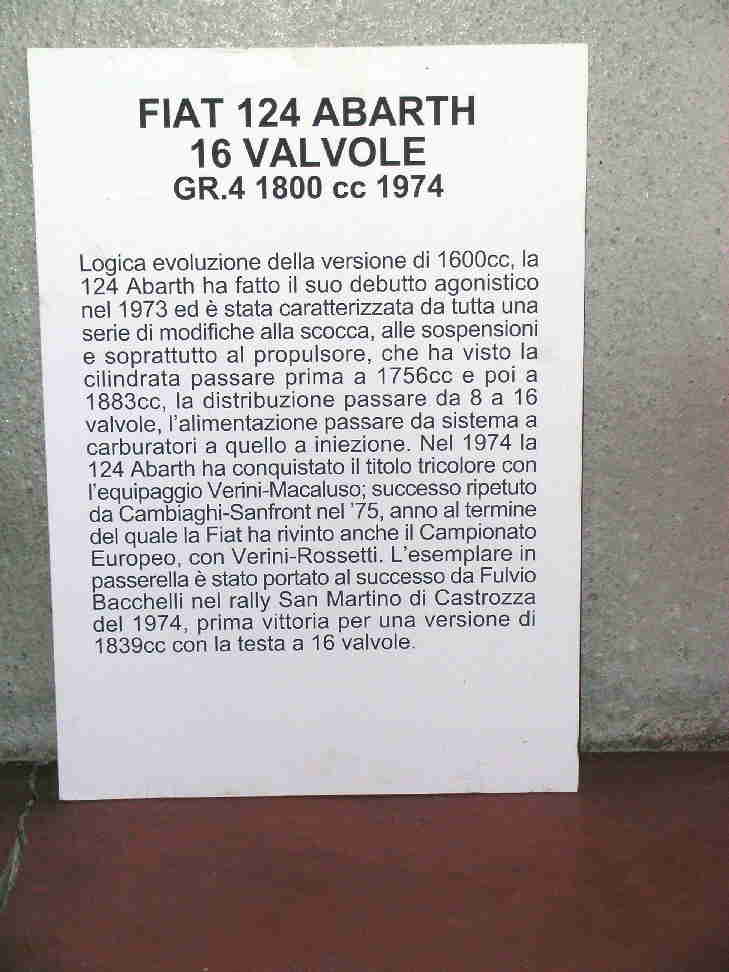 FIAT 124 ABARTH
16 VALVOLE
GR.4 1800 cc 1974
Logica evoluzione della versione di 1600cc, la
124 Abarth ha fatto il suo debutto agonistico
nel 1973 ed è stata caratterizzata da tutta una
serie di modifiche alla scocca, alle sospensioni
e soprattutto al propulsore, che ha visto la
cilindrata passare prima a 1756cc e poi a
1883cc, la distribuzione passare da 8 a 16
valvole, l'alimentazione passare da sistema a
carburatori a quello a iniezione. Nel 1974 la
124 Abarth ha conquistato il titolo tricolore con
l'equipaggio Verini-Macaluso; successo ripetuto
da Cambiaghi-Sanfront nel '75, anno al termine
del quale la Fiat ha rivinto anche il Campionato
Europeo, con Verini-Rossetti. L'esemplare in
passerella è stato portato al successo da Fulvio
Bacchelli nel rally San Martino di Castrozza
del 1974, prima vittoria per una versione di
1839cc con la testa a 16 valvole.